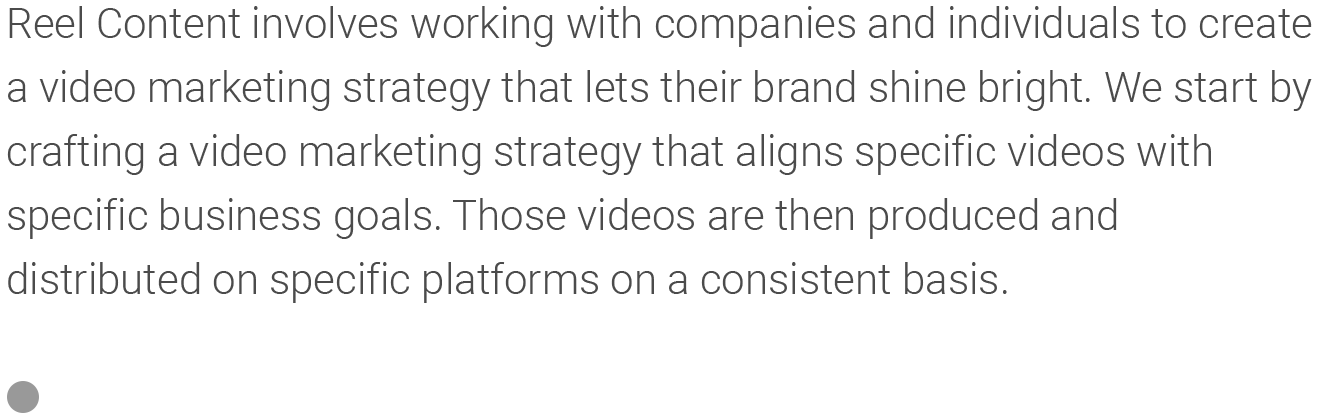 Reel Content involves working with companies and individuals to create
a video marketing strategy that lets their brand shine bright. We start by
crafting a video marketing strategy that aligns specific videos with
specific business goals. Those videos are then produced and
distributed on specific platforms on a consistent basis.